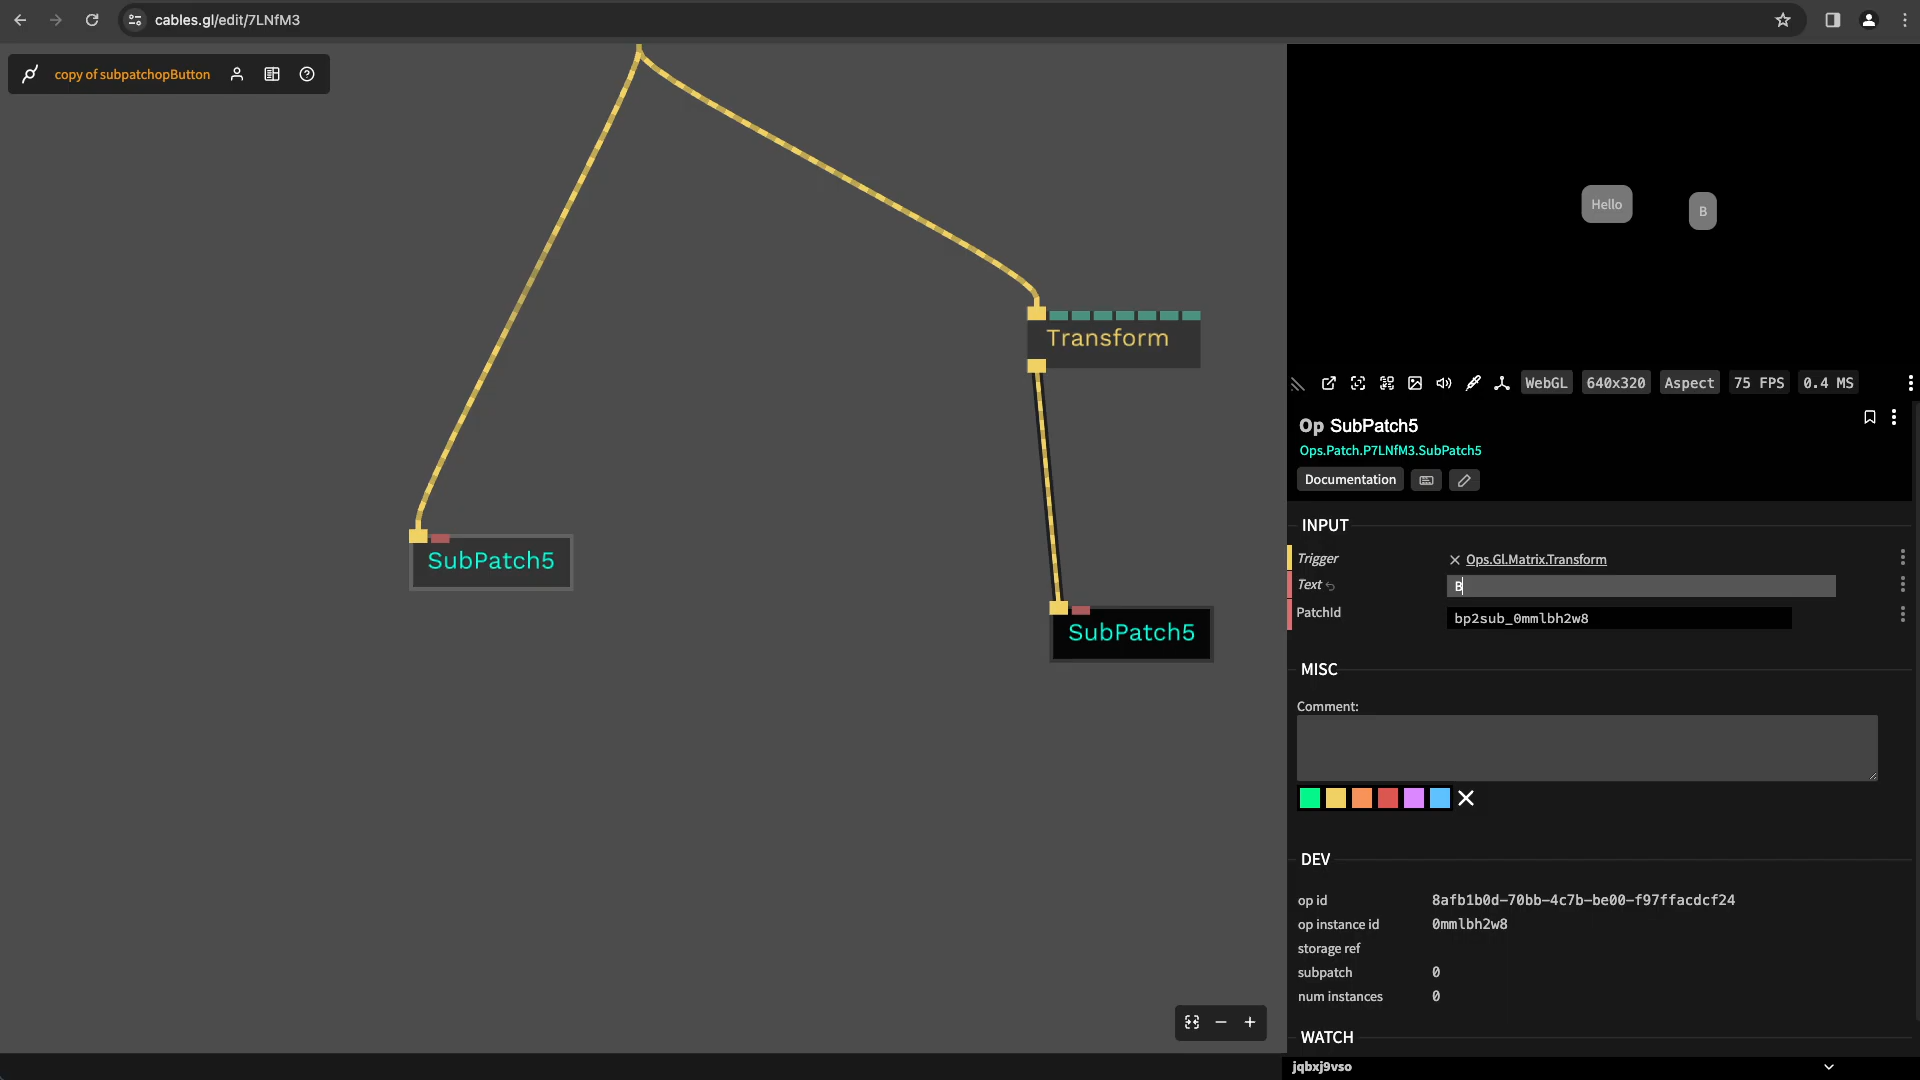 cables.gl/edit/7LNfM3
copy of subpatchopButton
Hello
B
Transform
SubPatch5
SubPatch5
WebGL 640x320 Aspect 75 FPS 0.4 MS
Op SubPatch5
Ops.Patch.P7LNfM3.SubPatch5
Documentation
INPUT
Trigger Ops.Gl.Matrix.Transform
Text B
PatchId bp2sub_0mmlbh2w8
MISC
Comment:
DEV
op id 8afb1b0d-70bb-4c7b-be00-f97ffacdcf24
op instance id 0mmlbh2w8
storage ref
subpatch 0
num instances 0
WATCH
jqbxj9vso